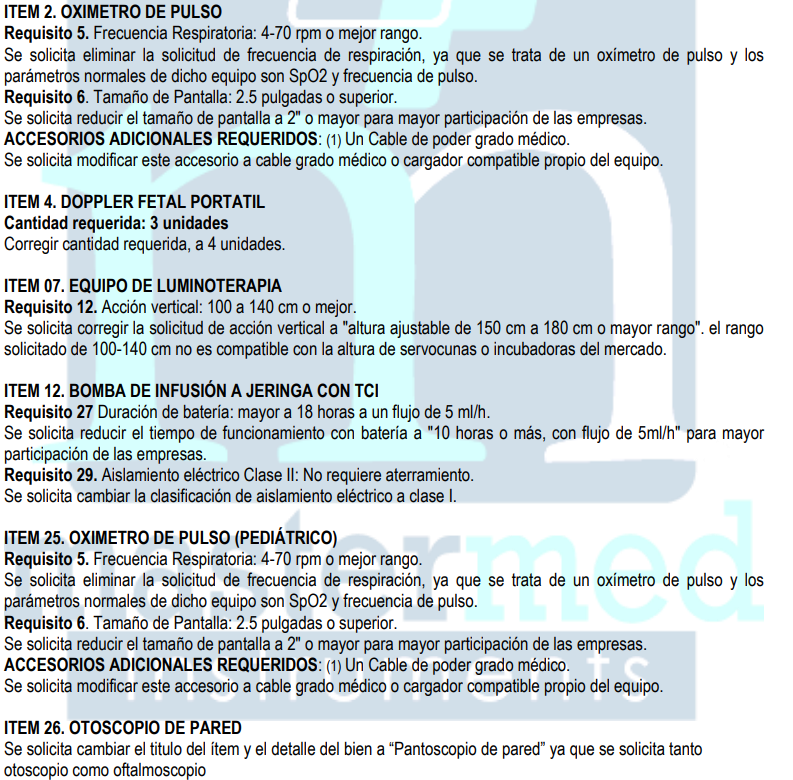 ITEM 2. OXIMETRO DE PULSO
Requisito 5. Frecuencia Respiratoria: 4-70 rpm o mejor rango.
Se solicita eliminar la solicitud de frecuencia de respiración, ya que se trata de un oxímetro de pulso y los
parámetros normales de dicho equipo son SpO2 y frecuencia de pulso.
Requisito 6. Tamaño de Pantalla: 2.5 pulgadas o superior.
Se solicita reducir el tamaño de pantalla a 2" o mayor para mayor participación de las empresas.
ACCESORIOS ADICIONALES REQUERIDOS: (1) Un Cable de poder grado médico.
Se solicita modificar este accesorio a cable grado médico o cargador compatible propio del equipo.
ITEM 4. DOPPLER FETAL PORTATIL
Cantidad requerida: 3 unidades
Corregir cantidad requerida, a 4 unidades.
ITEM 07. EQUIPO DE LUMINOTERAPIA
Requisito 12. Acción vertical: 100 a 140 cm o mejor.
Se solicita corregir la solicitud de acción vertical a "altura ajustable de 150 cm a 180 cm o mayor rango". el rango
solicitado de 100-140 cm no es compatible con la altura de servocunas o incubadoras del mercado.
ITEM 12. BOMBA DE INFUSIÓN A JERINGA CON TCI
Requisito 27 Duración de batería: mayor a 18 horas a un flujo de 5 ml/h.
Se solicita reducir el tiempo de funcionamiento con batería a "10 horas o más, con flujo de 5ml/h" para mayor
participación de las empresas.
Requisito 29. Aislamiento eléctrico Clase II: No requiere aterramiento.
Se solicita cambiar la clasificación de aislamiento eléctrico a clase I.
ITEM 25. OXIMETRO DE PULSO (PEDIÁTRICO)
Requisito 5. Frecuencia Respiratoria: 4-70 rpm o mejor rango.
Se solicita eliminar la solicitud de frecuencia de respiración, ya que se trata de un oxímetro de pulso y los
parámetros normales de dicho equipo son SpO2 y frecuencia de pulso.
Requisito 6. Tamaño de Pantalla: 2.5 pulgadas o superior.
Se solicita reducir el tamaño de pantalla a 2" o mayor para mayor participación de las empresas.
ACCESORIOS ADICIONALES REQUERIDOS: (1) Un Cable de poder grado médico.
Se solicita modificar este accesorio a cable grado médico o cargador compatible propio del equipo.
ITEM 26. OTOSCOPIO DE PARED
Se solicita cambiar el titulo del ítem y el detalle del bien a “Pantoscopio de pared” ya que se solicita tanto
otoscopio como oftalmoscopio
mastermed
Instruments